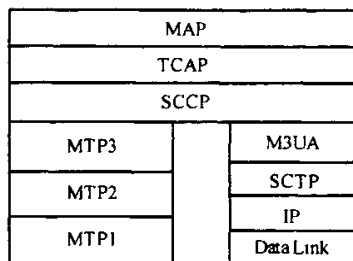 MAP
TCAP
SCCP
MTP3
MTP2
MTP1
M3UA
SCTP
IP
Data Link